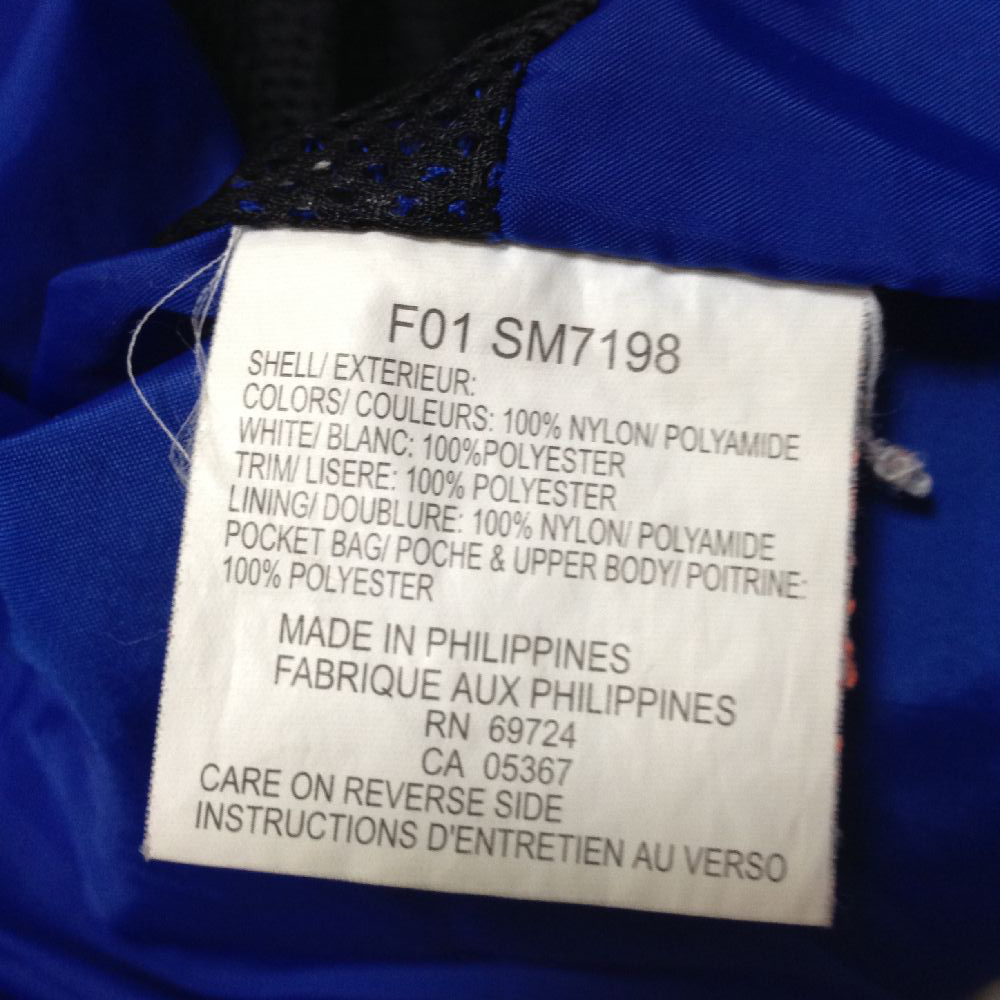 F01 SM7198
SHELL/ EXTERIEUR:
COLORS/ COULEURS: 100% NYLON/ POLYAMIDE
WHITE/ BLANC: 100%POLYESTER
TRIM/ LISERE: 100% POLYESTER
LINING/ DOUBLURE: 100% NYLON/ POLYAMIDE
POCKET BAG/ POCHE & UPPER BODY/ POITRINE:
100% POLYESTER
MADE IN PHILIPPINES
FABRIQUE AUX PHILIPPINES
RN 69724
CA 05367
CARE ON REVERSE SIDE
INSTRUCTIONS D'ENTRETIEN AU VERSO